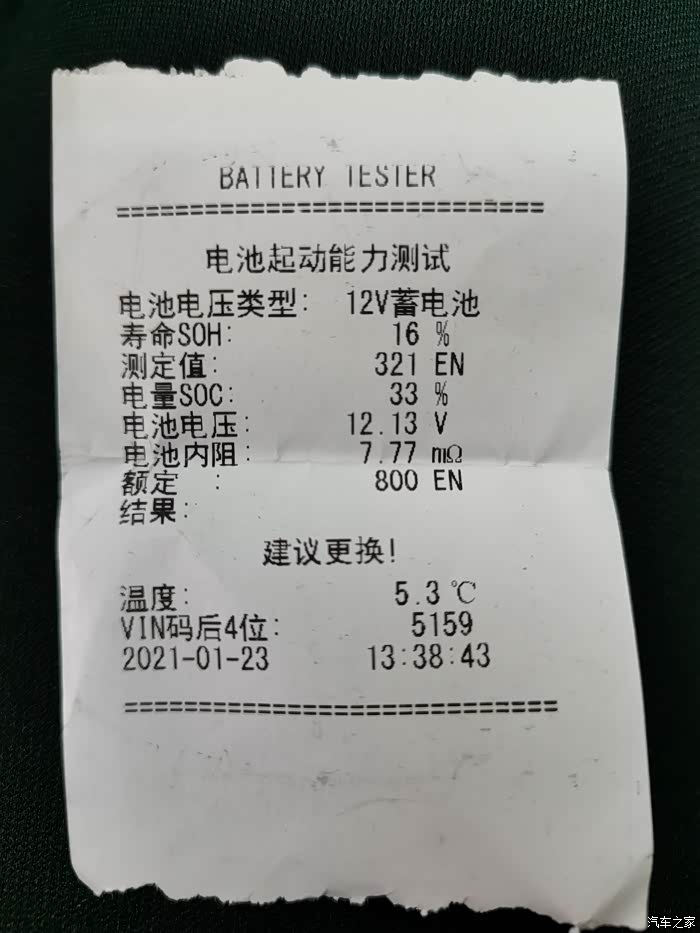 BATTERY TESTER
====================================
电池起动能力测试
电池电压类型: 12V蓄电池
寿命SOH: 16 %
测定值: 321 EN
电量SOC: 33 %
电池电压: 12.13 V
电池内阻: 7.77 mΩ
额定 : 800 EN
结果:
建议更换!
温度: 5.3 ℃
VIN码后4位: 5159
2021-01-23 13:38:43
====================================
汽车之家